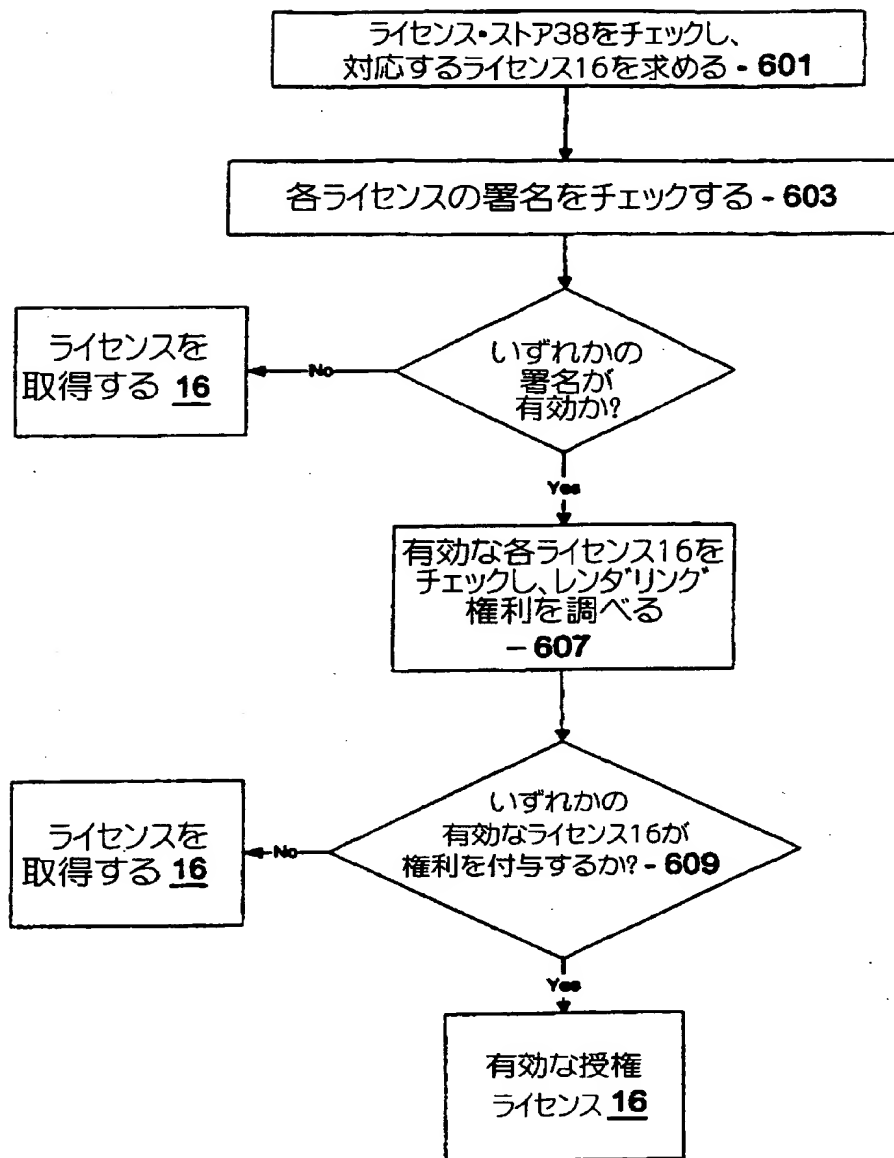 ライセンス・ストア38をチェックし、
対応するライセンス16を求める - 601
各ライセンスの署名をチェックする - 603
いずれかの
署名が
有効か?
No
ライセンスを
取得する 16
Yes
有効な各ライセンス16を
チェックし、レンダリング
権利を調べる
- 607
いずれかの
有効なライセンス16が
権利を付与するか? - 609
No
ライセンスを
取得する 16
Yes
有効な授権
ライセンス 16